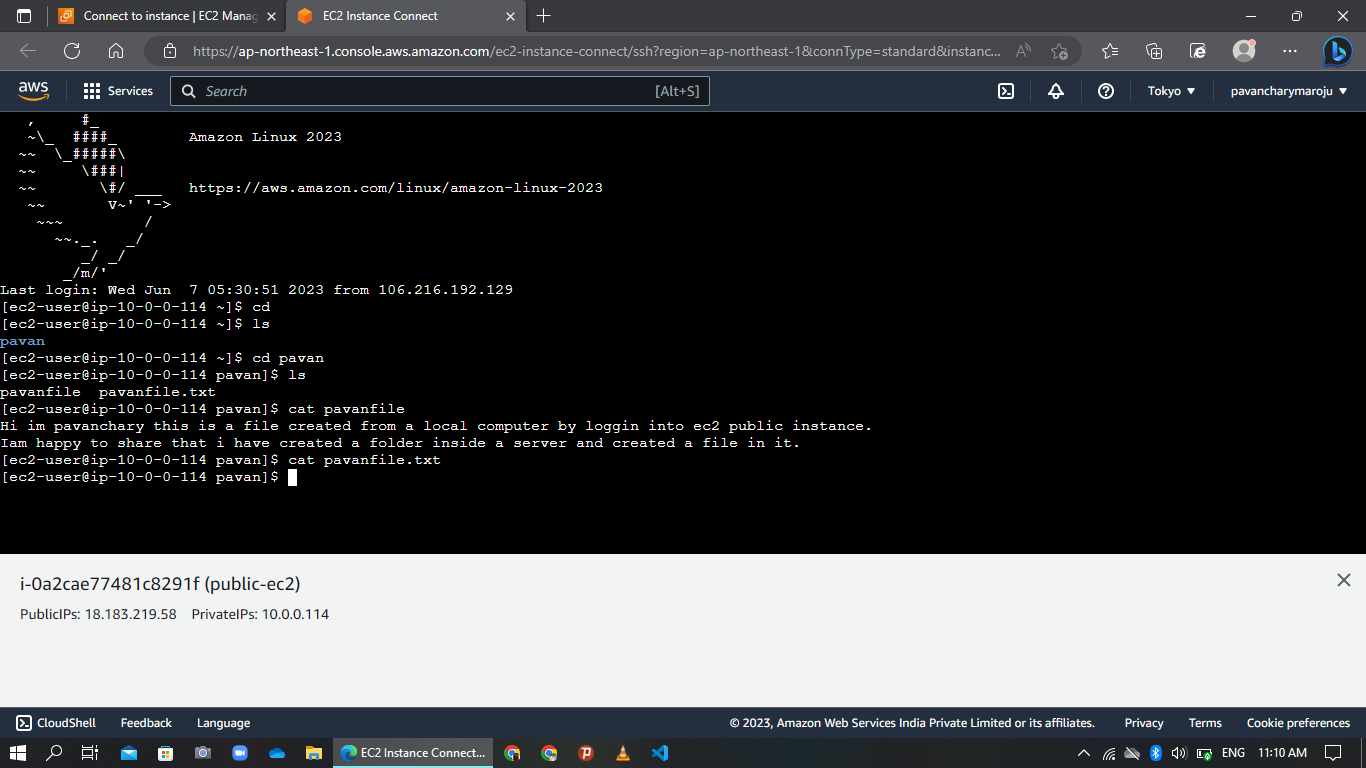 Connect to instance | EC2 Manag
EC2 Instance Connect
https://ap-northeast-1.console.aws.amazon.com/ec2-instance-connect/ssh?region=ap-northeast-1&connType=standard&instanc...
aws
Services
Search
[Alt+S]
Tokyo
pavancharymaroju
   ,     #_
   ~\_  ####_        Amazon Linux 2023
  ~~  \_#####\
  ~~     \###|
  ~~       \#/ ___   https://aws.amazon.com/linux/amazon-linux-2023
   ~~       V~' '->
    ~~~         /
      ~~._.   _/
         _/ _/
       _/m/'
Last login: Wed Jun  7 05:30:51 2023 from 106.216.192.129
[ec2-user@ip-10-0-0-114 ~]$ cd
[ec2-user@ip-10-0-0-114 ~]$ ls
pavan
[ec2-user@ip-10-0-0-114 ~]$ cd pavan
[ec2-user@ip-10-0-0-114 pavan]$ ls
pavanfile  pavanfile.txt
[ec2-user@ip-10-0-0-114 pavan]$ cat pavanfile
Hi im pavanchary this is a file created from a local computer by loggin into ec2 public instance.
Iam happy to share that i have created a folder inside a server and created a file in it.
[ec2-user@ip-10-0-0-114 pavan]$ cat pavanfile.txt
[ec2-user@ip-10-0-0-114 pavan]$
i-0a2cae77481c8291f (public-ec2)
PublicIPs: 18.183.219.58    PrivateIPs: 10.0.0.114
CloudShell
Feedback
Language
© 2023, Amazon Web Services India Private Limited or its affiliates.
Privacy
Terms
Cookie preferences
EC2 Instance Connect...
ENG
11:10 AM